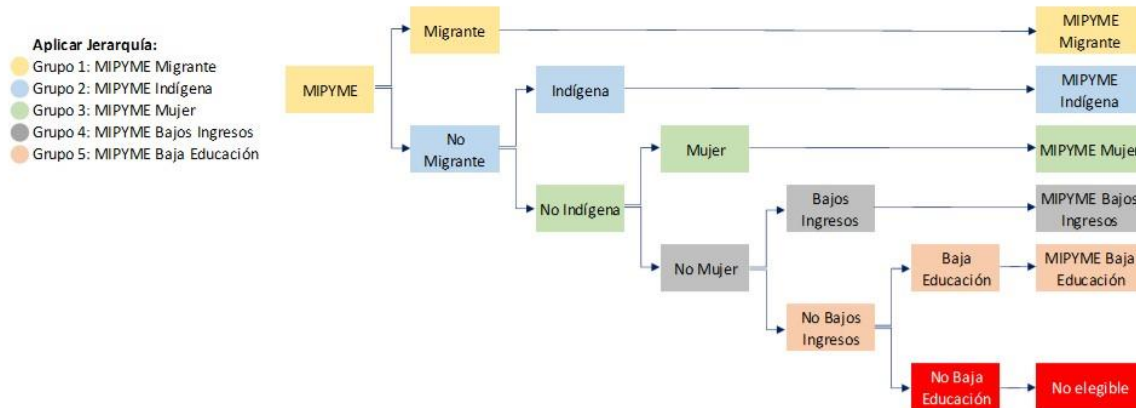 Aplicar Jerarquía:
Grupo 1: MIPYME Migrante
Grupo 2: MIPYME Indígena
Grupo 3: MIPYME Mujer
Grupo 4: MIPYME Bajos Ingresos
Grupo 5: MIPYME Baja Educación
MIPYME
Migrante
MIPYME
Migrante
No
Migrante
Indígena
MIPYME
Indígena
No Indígena
Mujer
MIPYME Mujer
No Mujer
Bajos
Ingresos
MIPYME Bajos
Ingresos
No Bajos
Ingresos
Baja
Educación
MIPYME Baja
Educación
No Baja
Educación
No elegible